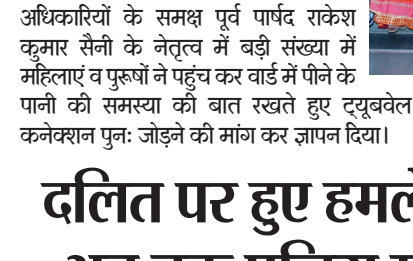 अधिकारियों के समक्ष पूर्व पार्षद राकेश
कुमार सैनी के नेतृत्व में बड़ी संख्या में
महिलाएं व पुरूषों ने पहुंच कर वार्ड में पीने के
पानी की समस्या की बात रखते हुए ट्यूबवेल
कनेक्शन पुनः जोड़ने की मांग कर ज्ञापन दिया।
दलित पर हुए हमले